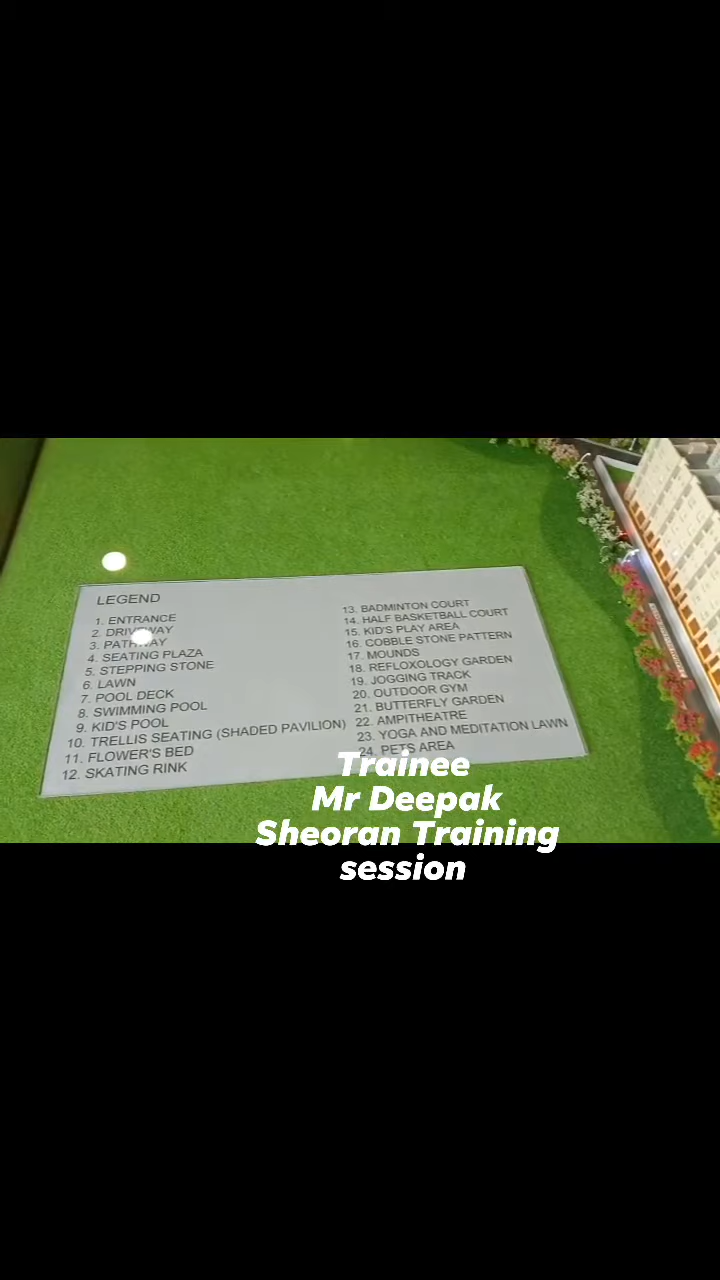 LEGEND
1. ENTRANCE
2. DRIVEWAY
3. PATHWAY
4. SEATING PLAZA
5. STEPPING STONE
6. LAWN
7. POOL DECK
8. SWIMMING POOL
9. KID'S POOL
10. TRELLIS SEATING (SHADED PAVILION)
11. FLOWER'S BED
12. SKATING RINK
13. BADMINTON COURT
14. HALF BASKETBALL COURT
15. KID'S PLAY AREA
16. COBBLE STONE PATTERN
17. MOUNDS
18. REFLOXOLOGY GARDEN
19. JOGGING TRACK
20. OUTDOOR GYM
21. BUTTERFLY GARDEN
22. AMPITHEATRE
23. YOGA AND MEDITATION LAWN
24. PETS AREA
Trainee
Mr Deepak
Sheoran Training
session